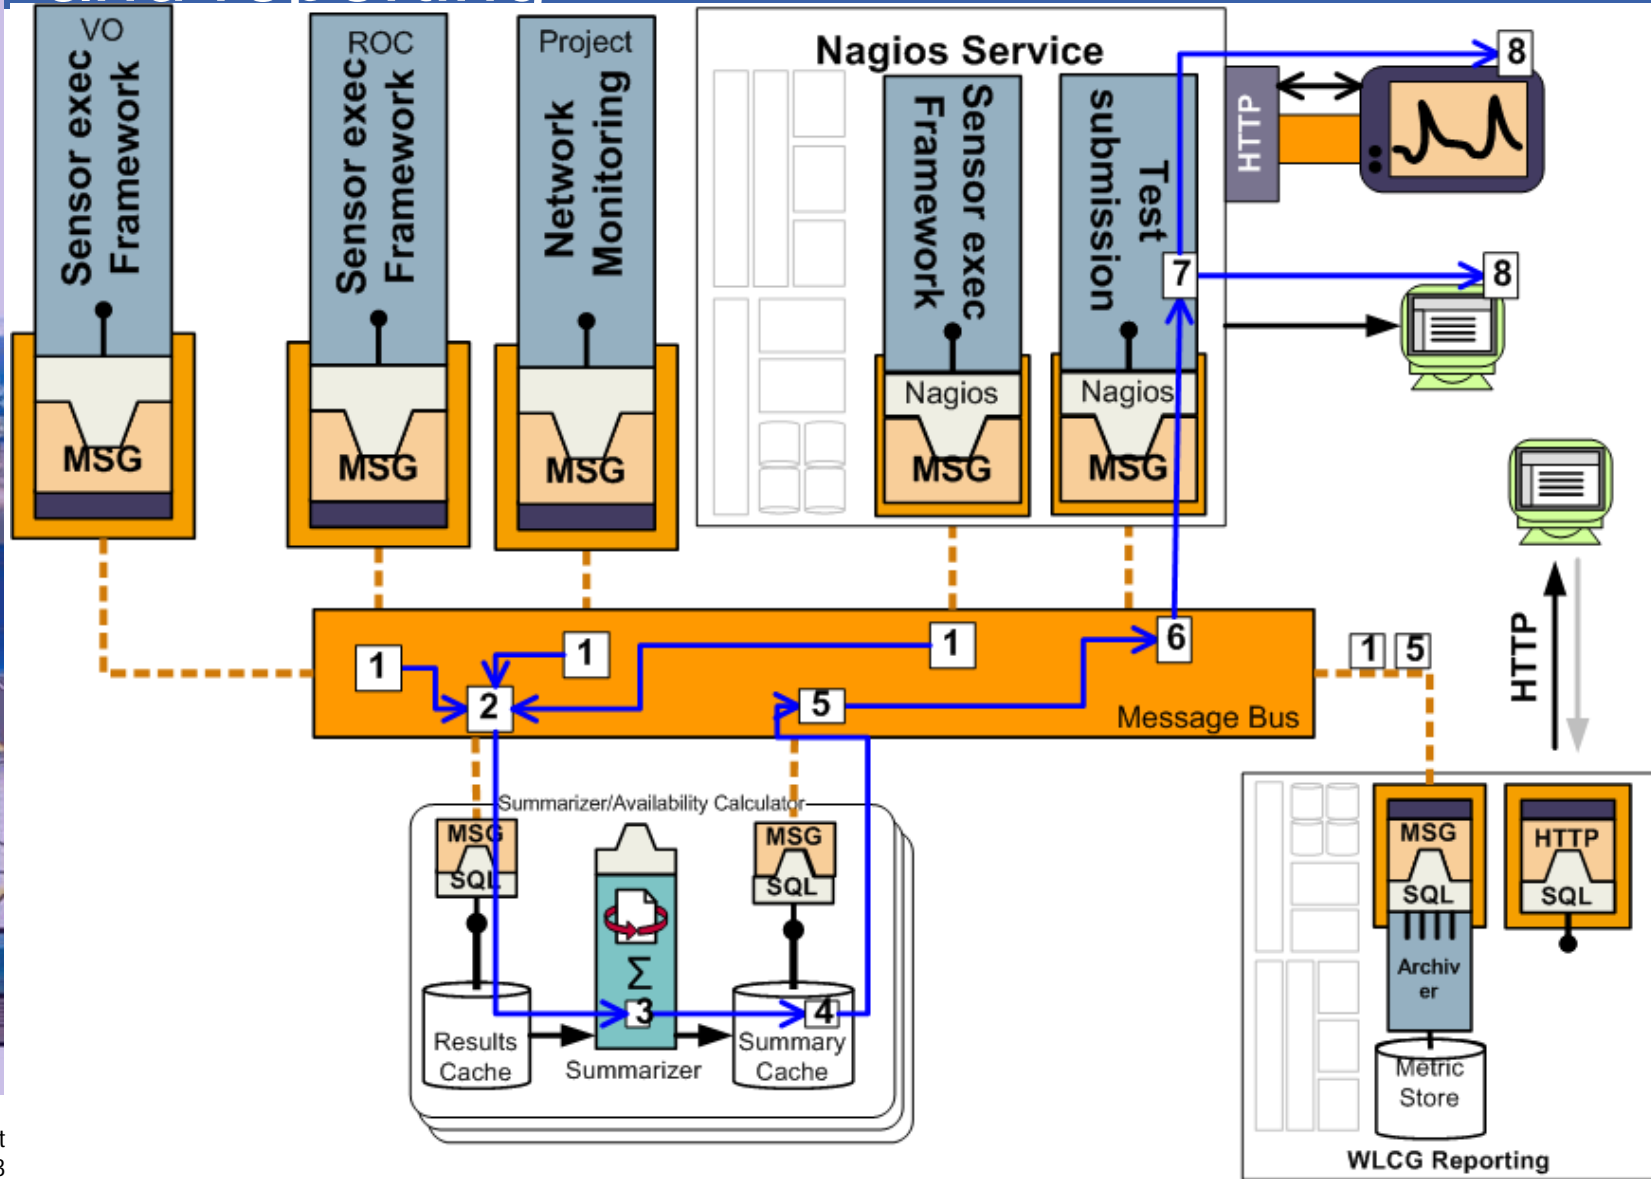 and reporting
VO
Sensor exec
Framework
ROC
Sensor exec
Framework
Project
Network
Monitoring
Nagios Service
Sensor exec
Framework
Test
submission
HTTP
8
7
8
Nagios
Nagios
MSG
MSG
MSG
MSG
MSG
1
1
1
6
2
5
Message Bus
1
5
HTTP
Summarizer/Availability Calculator
MSG
SQL
Σ
MSG
SQL
3
4
Results
Cache
Summarizer
Summary
Cache
MSG
SQL
HTTP
SQL
Archiv
er
Metric
Store
WLCG Reporting
t
3